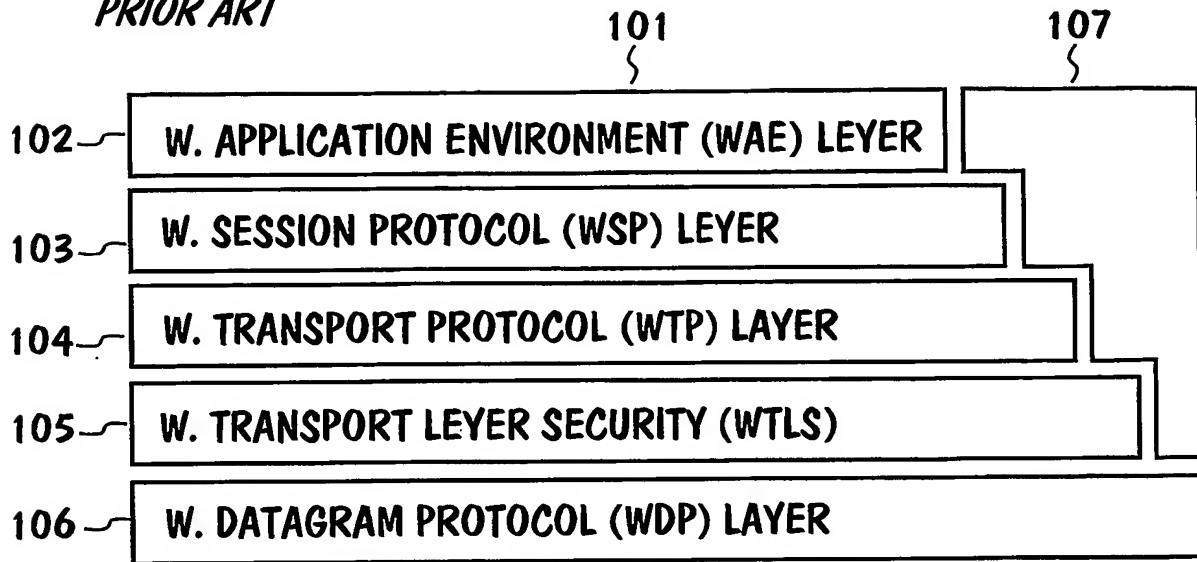 PRIOR ART
101
107
102 W. APPLICATION ENVIRONMENT (WAE) LEYER
103 W. SESSION PROTOCOL (WSP) LEYER
104 W. TRANSPORT PROTOCOL (WTP) LAYER
105 W. TRANSPORT LEYER SECURITY (WTLS)
106 W. DATAGRAM PROTOCOL (WDP) LAYER